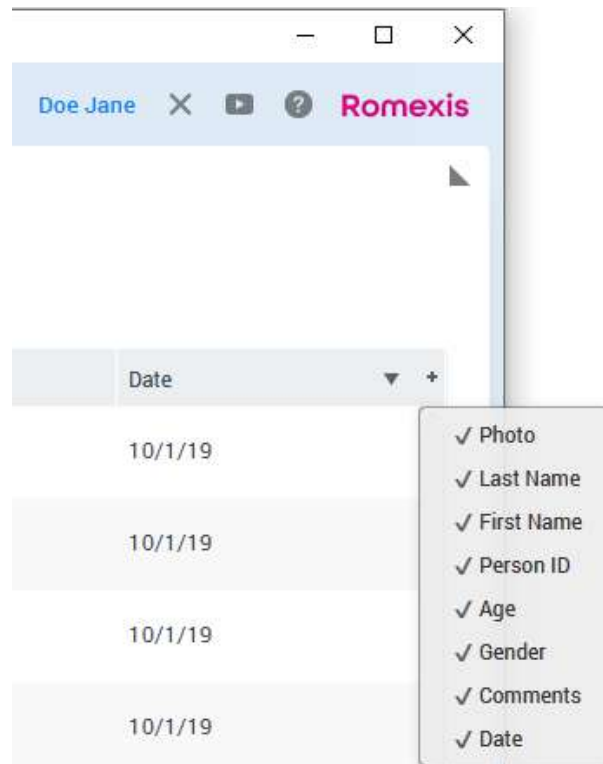 Doe Jane Romexis
Date
10/1/19
10/1/19
10/1/19
10/1/19
Photo
Last Name
First Name
Person ID
Age
Gender
Comments
Date